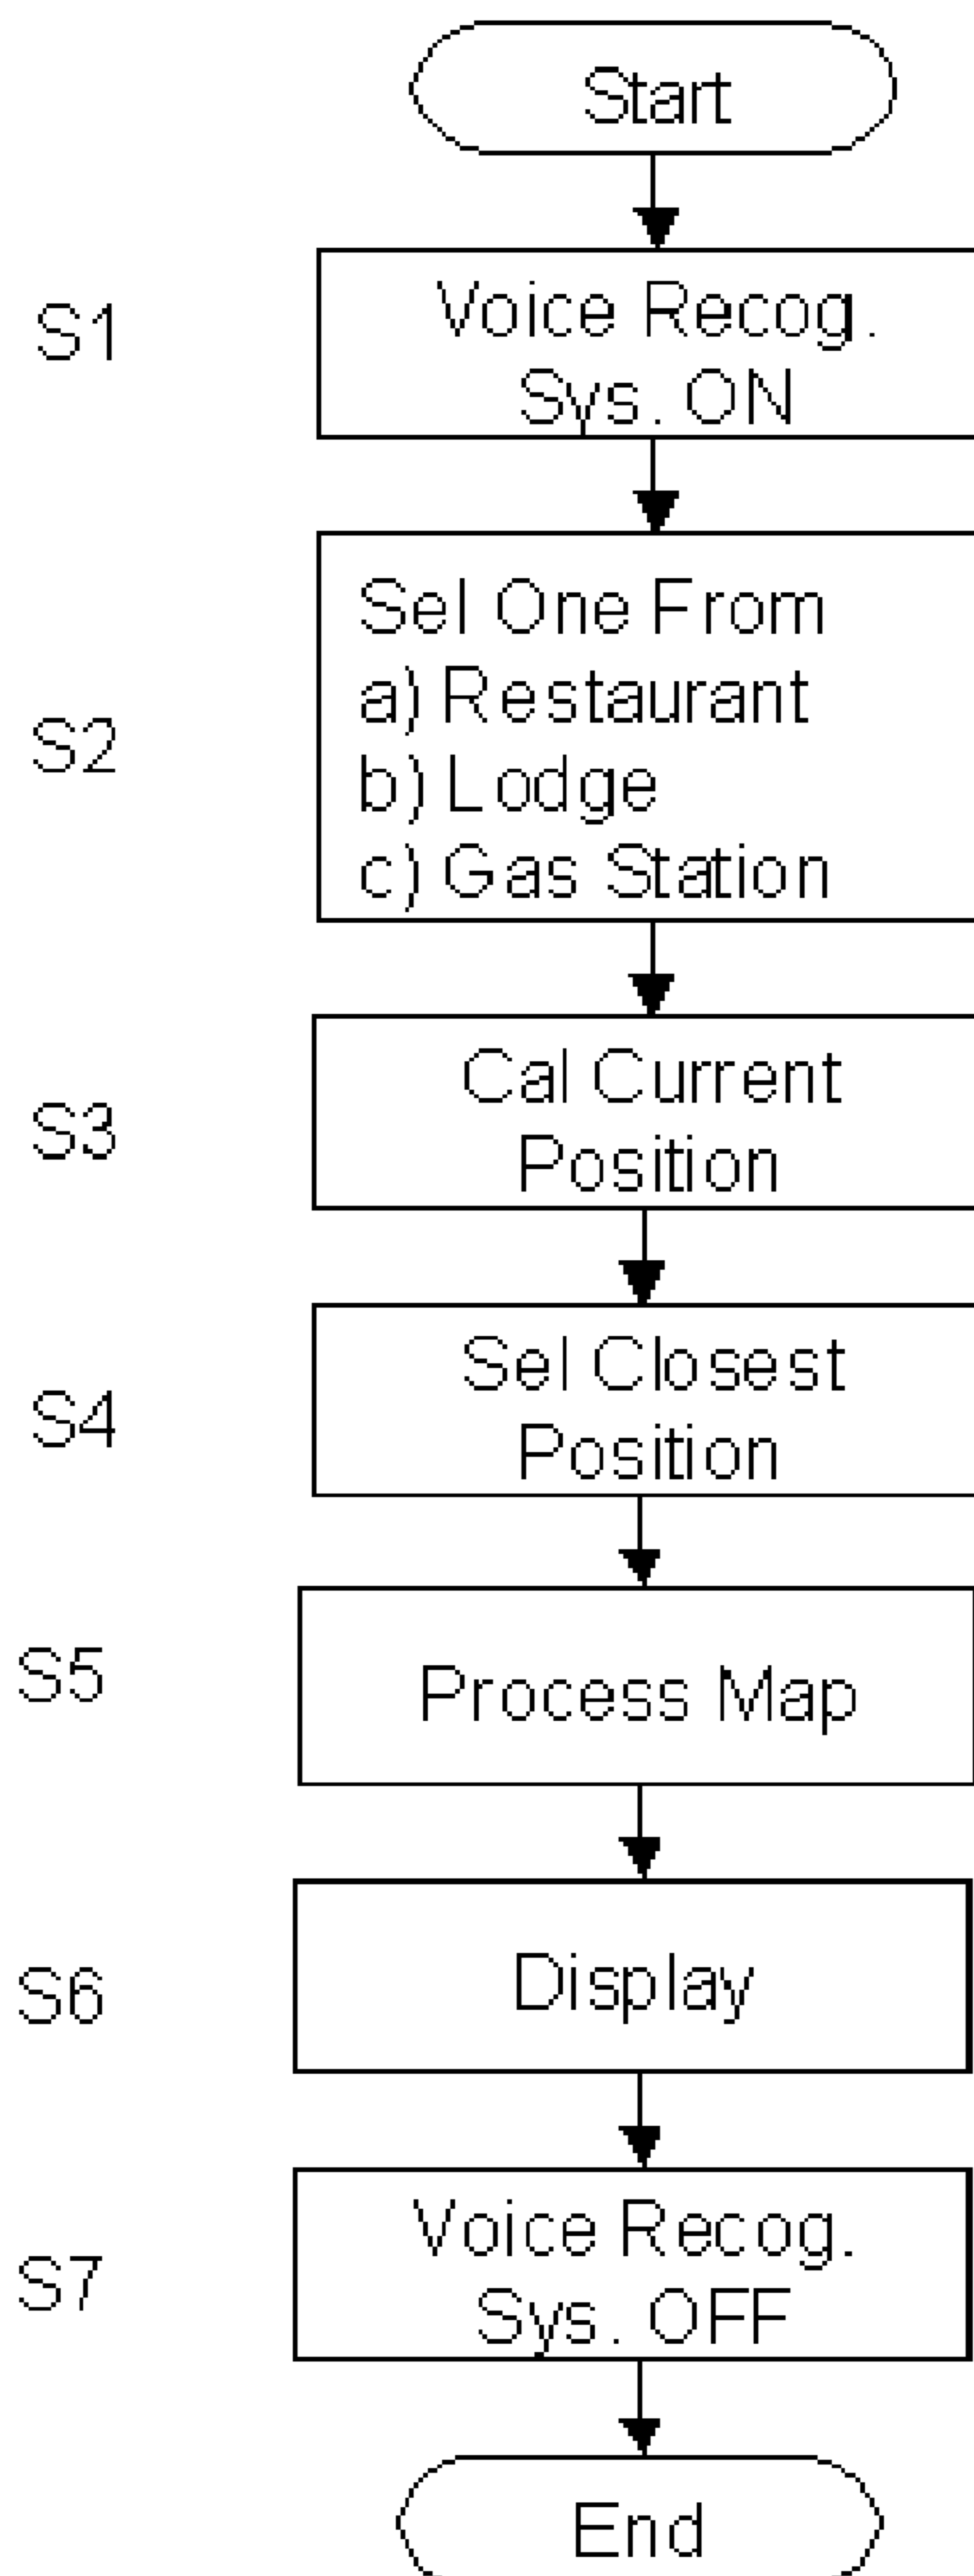 Start
S1
Voice Recog.
Sys. ON
S2
Sel One From
a) Restaurant
b) Lodge
c) Gas Station
S3
Cal Current
Position
S4
Sel Closest
Position
S5
Process Map
S6
Display
S7
Voice Recog.
Sys. OFF
End